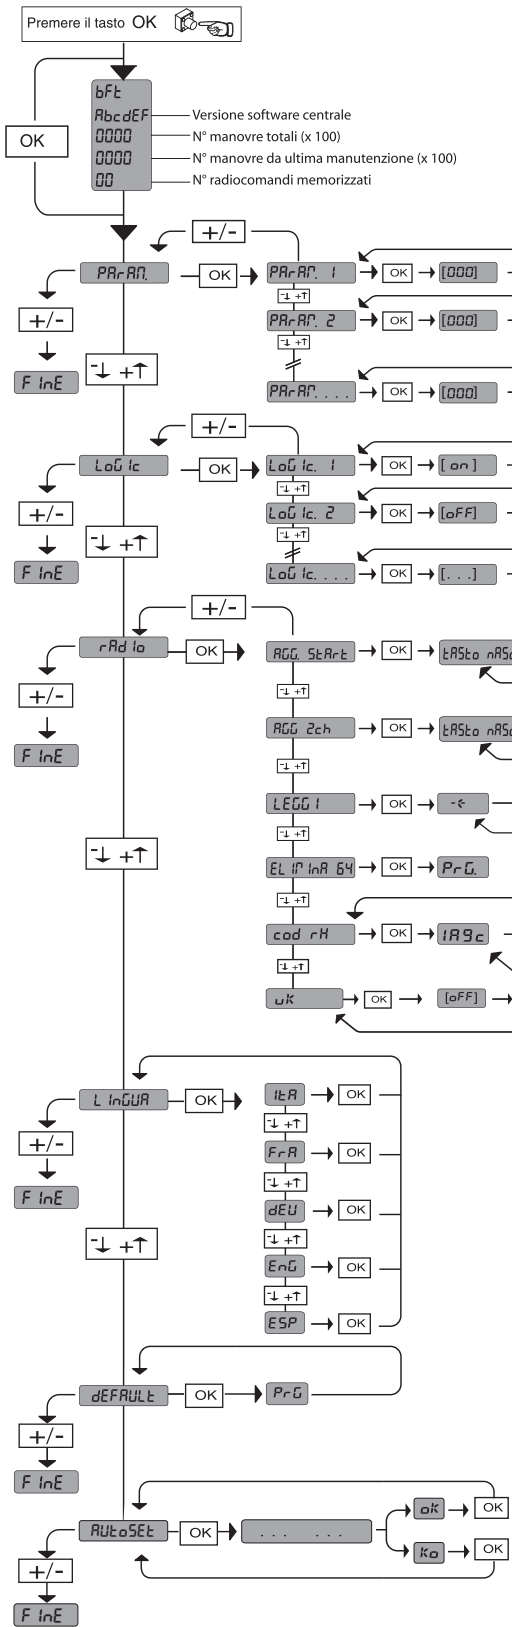 Premere il tasto OK
bFt
AbcdEF
0000
0000
00
OK
Versione software centrale
N° manovre totali (x 100)
N° manovre da ultima manutenzione (x 100)
N° radiocomandi memorizzati
+/-
PArAM. OK PArAM. 1 OK [000]
+/-
-↓ +↑
PArAM. 2 OK [000]
-↓ +↑
FInE
-↓ +↑
PArAM. . . . OK [000]
+/-
LoGIc OK LoGIc. 1 OK [on]
+/-
-↓ +↑
LoGIc. 2 OK [oFF]
-↓ +↑
FInE
-↓ +↑
LoGIc. . . . OK [. . .]
+/-
rAdIo OK AGG. StArt OK tASto nASc
+/-
-↓ +↑
FInE
AGG 2ch OK tASto nASc
-↓ +↑
LEGGI OK -<-
-↓ +↑
-↓ +↑
ELIMInA 64 OK PrG.
-↓ +↑
cod rH OK 1A9c
-↓ +↑
uK OK [oFF]
LInGUA OK ItA OK
-↓ +↑
+/-
FrA OK
-↓ +↑
FInE
dEU OK
-↓ +↑
-↓ +↑
EnG OK
-↓ +↑
ESP OK
dEFAULt OK PrG
+/-
FInE
AUtoSEt OK . . . . . . oK OK
Ko OK
+/-
FInE